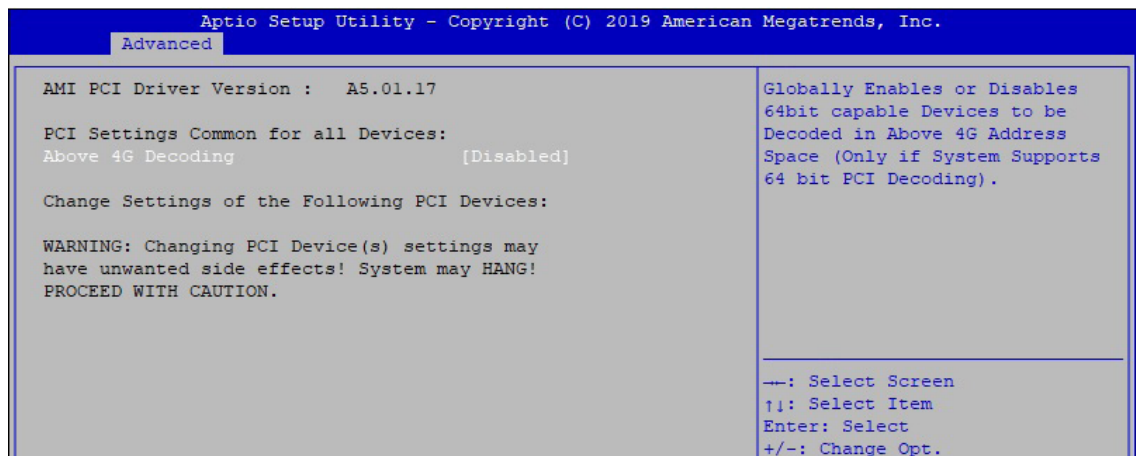 Aptio Setup Utility - Copyright (C) 2019 American Megatrends, Inc.
Advanced
AMI PCI Driver Version :   A5.01.17
PCI Settings Common for all Devices:
Above 4G Decoding   [Disabled]
Change Settings of the Following PCI Devices:
WARNING: Changing PCI Device(s) settings may
have unwanted side effects! System may HANG!
PROCEED WITH CAUTION.
Globally Enables or Disables
64bit capable Devices to be
Decoded in Above 4G Address
Space (Only if System Supports
64 bit PCI Decoding).
→←: Select Screen
↑↓: Select Item
Enter: Select
+/-: Change Opt.